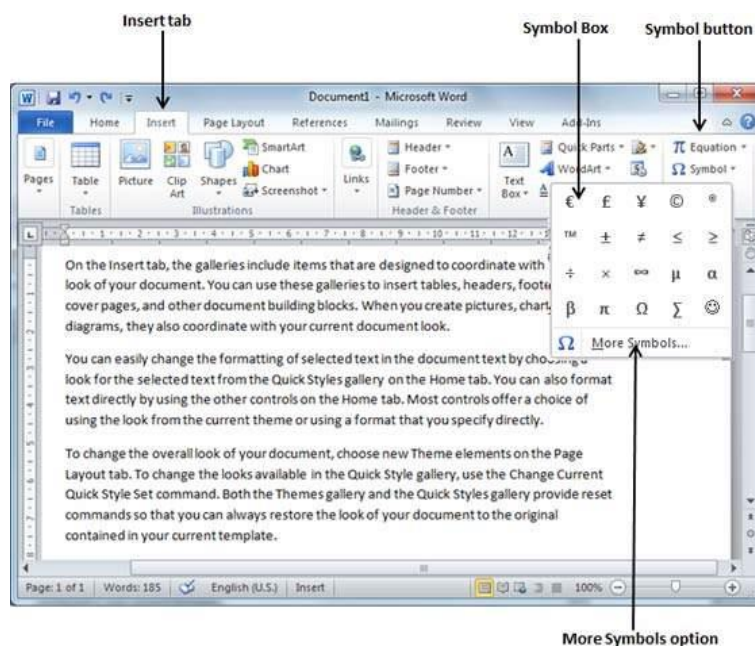 Insert tab
Symbol Box
Symbol button
Document1 - Microsoft Word
File Home Insert Page Layout References Mailings Review View Add-Ins
Pages
Table
Tables
Picture
Clip Art
Shapes
SmartArt
Chart
Screenshot
Illustrations
Links
Header
Footer
Page Number
Header & Footer
Text Box
Quick Parts
WordArt
π Equation
Ω Symbol
€ £ ¥ © ®
™ ± ≠ ≤ ≥
÷ × ∞ µ α
β π Ω ∑ ☺
Ω More Symbols...
On the Insert tab, the galleries include items that are designed to coordinate with
look of your document. You can use these galleries to insert tables, headers,
cover pages, and other document building blocks. When you create pictures,
diagrams, they also coordinate with your current document look.
You can easily change the formatting of selected text in the document text by choosing a
look for the selected text from the Quick Styles gallery on the Home tab. You can also format
text directly by using the other controls on the Home tab. Most controls offer a choice of
using the look from the current theme or using a format that you specify directly.
To change the overall look of your document, choose new Theme elements on the Page
Layout tab. To change the looks available in the Quick Style gallery, use the Change Current
Quick Style Set command. Both the Themes gallery and the Quick Styles gallery provide reset
commands so that you can always restore the look of your document to the original
contained in your current template.
Page: 1 of 1 Words: 185 English (U.S.) Insert 100%
More Symbols option